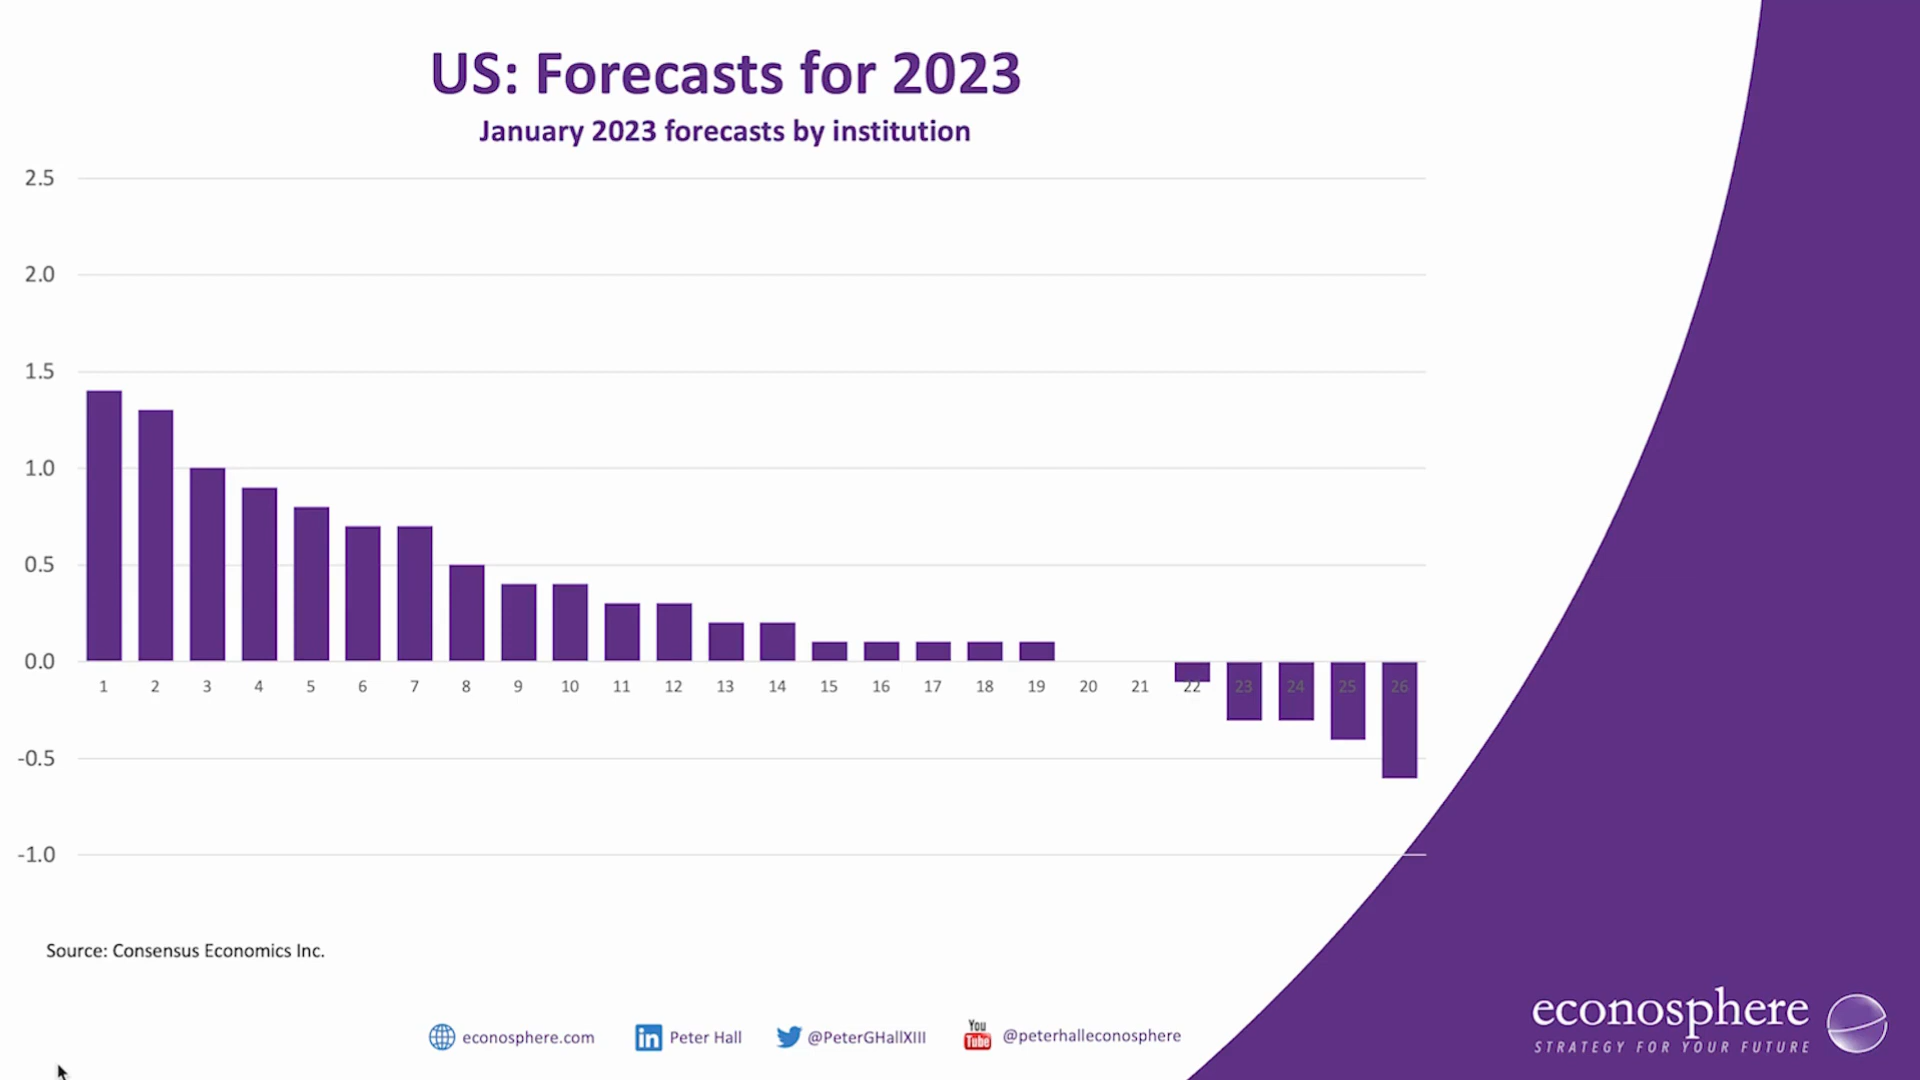 US: Forecasts for 2023
January 2023 forecasts by institution
2.5
2.0
1.5
1.0
0.5
0.0
1 2 3 4 5 6 7 8 9 10 11 12 13 14 15 16 17 18 19 20 21 22 23 24 25 26
-0.5
-1.0
Source: Consensus Economics Inc.
econosphere
STRATEGY FOR YOUR FUTURE
econosphere.com in Peter Hall @PeterGHallXIII You Tube @peterhalleconosphere